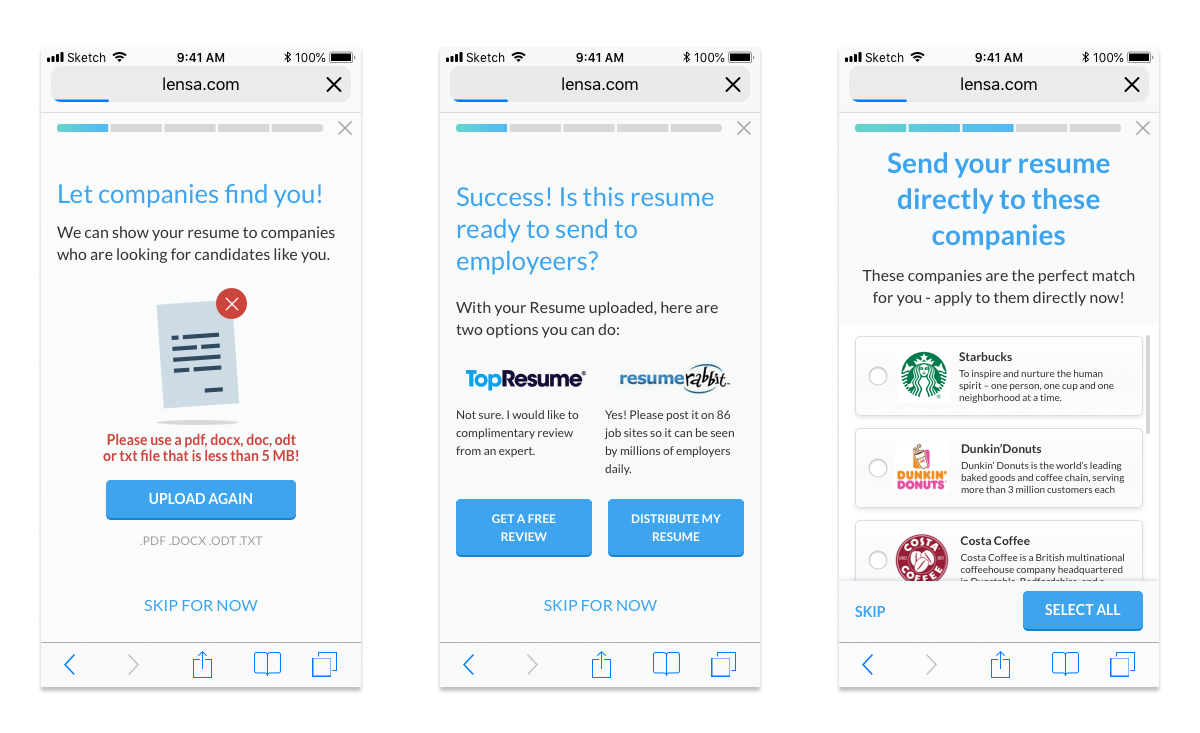 Sketch 9:41 AM 100%
lensa.com
Let companies find you!
We can show your resume to companies
who are looking for candidates like you.
Please use a pdf, docx, doc, odt
or txt file that is less than 5 MB!
UPLOAD AGAIN
.PDF .DOCX .ODT .TXT
SKIP FOR NOW
Sketch 9:41 AM 100%
lensa.com
Success! Is this resume
ready to send to
employeers?
With your Resume uploaded, here are
two options you can do:
TopResume®
Not sure. I would like to
complimentary review
from an expert.
GET A FREE
REVIEW
resumerabbit™
Yes! Please post it on 86
job sites so it can be seen
by millions of employers
daily.
DISTRIBUTE MY
RESUME
SKIP FOR NOW
Sketch 9:41 AM 100%
lensa.com
Send your resume
directly to these
companies
These companies are the perfect match
for you - apply to them directly now!
Starbucks
To inspire and nurture the human
spirit – one person, one cup and one
neighborhood at a time.
DUNKIN'
DONUTS
Dunkin’Donuts
Dunkin’ Donuts is the world’s leading
baked goods and coffee chain, serving
more than 3 million customers each
COSTA
COFFEE
Costa Coffee
Costa Coffee is a British multinational
coffeehouse company headquartered
SKIP
SELECT ALL